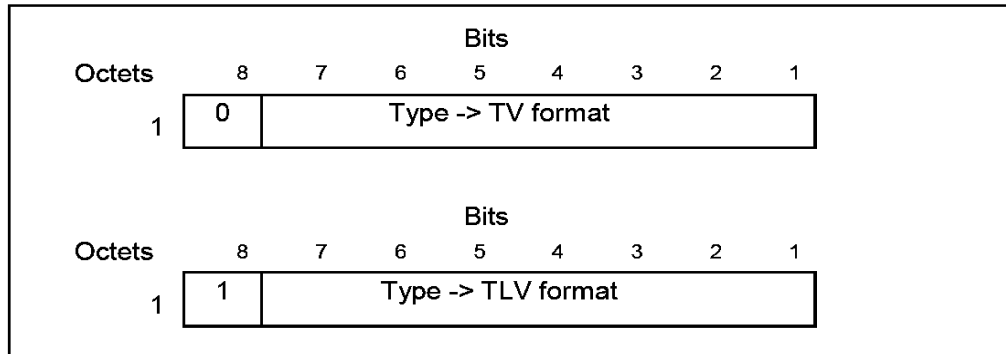 Bits
Octets 8 7 6 5 4 3 2 1
1 0 Type -> TV format
Bits
Octets 8 7 6 5 4 3 2 1
1 1 Type -> TLV format